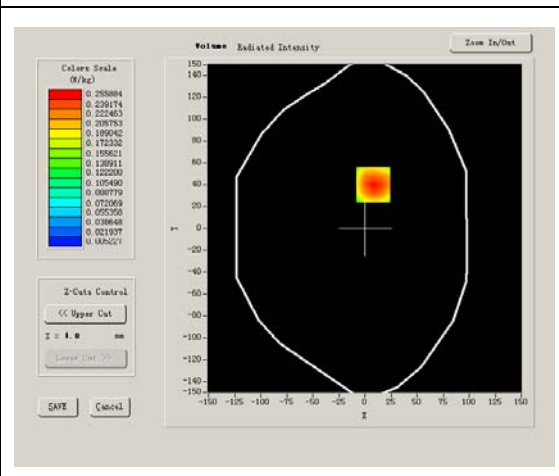 Volume Radiated Intensity
Zoom In/Out
Colors Scale
(W/kg)
0.255884
0.239174
0.222463
0.205753
0.189042
0.172332
0.155621
0.138911
0.122200
0.105490
0.088779
0.072069
0.055358
0.038648
0.021937
0.005227
Z-Cuts Control
<< Upper Cut
Z = 4.0 mm
Lower Cut >>
SAVE
Cancel
150
140
120
100
80
60
40
20
0
-20
-40
-60
-80
-100
-120
-140
-150
Y
-150 -125 -100 -75 -50 -25 0 25 50 75 100 125 150
X